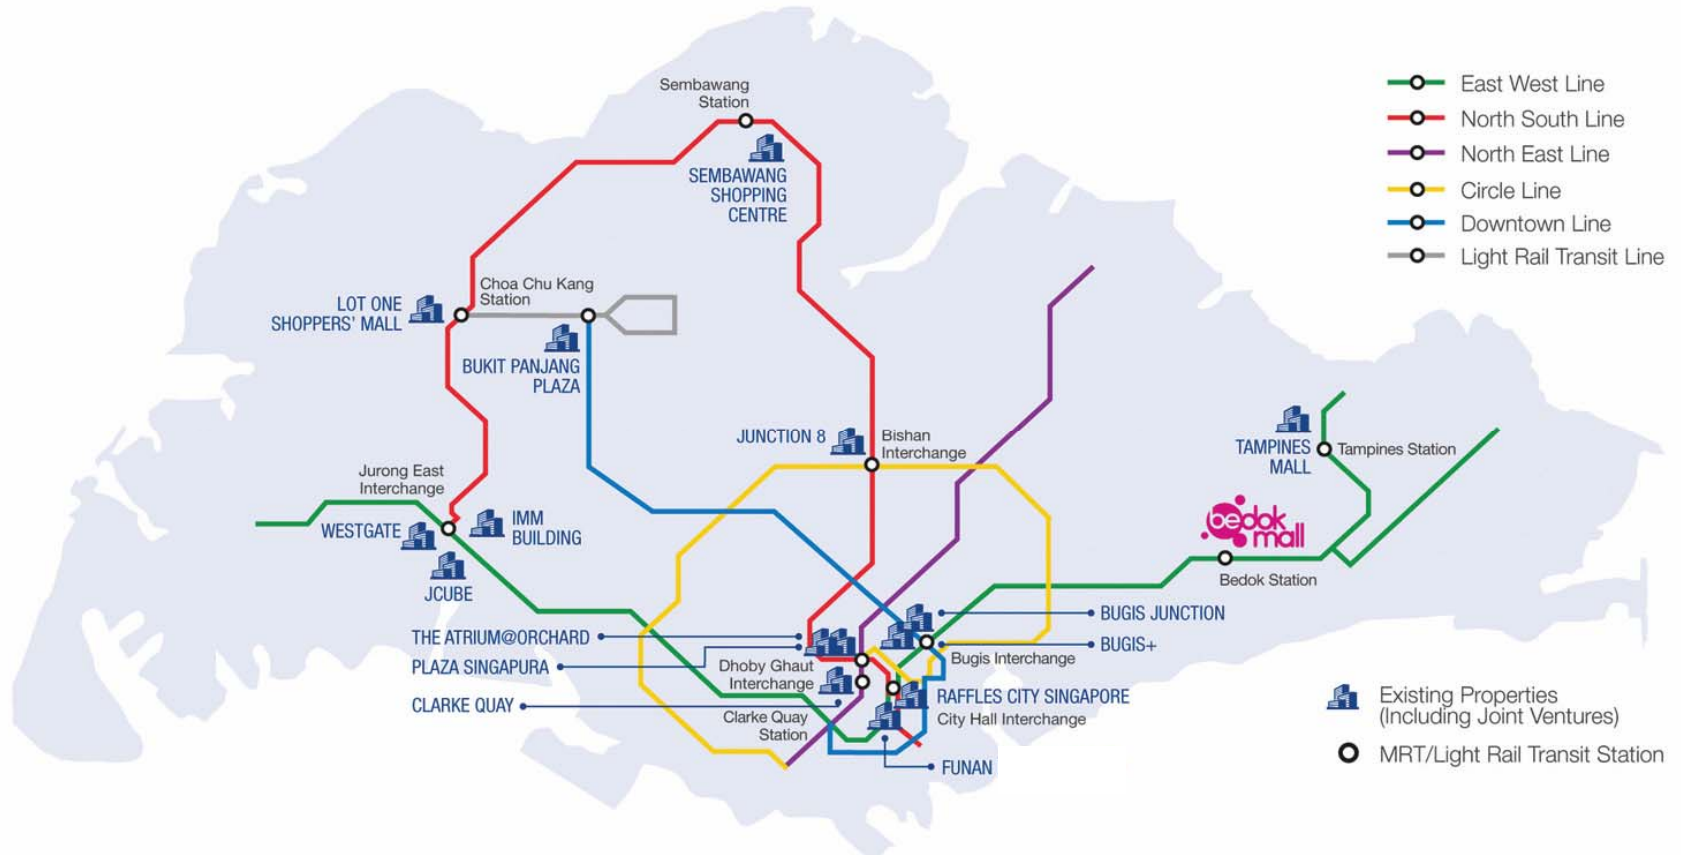 Sembawang
Station
SEMBAWANG
SHOPPING
CENTRE
East West Line
North South Line
North East Line
Circle Line
Downtown Line
Light Rail Transit Line
Choa Chu Kang
Station
LOT ONE
SHOPPERS' MALL
BUKIT PANJANG
PLAZA
JUNCTION 8
Bishan
Interchange
TAMPINES
MALL
Tampines Station
Jurong East
Interchange
WESTGATE
IMM
BUILDING
JCUBE
bedok
mall
Bedok Station
THE ATRIUM@ORCHARD
PLAZA SINGAPURA
CLARKE QUAY
Dhoby Ghaut
Interchange
Clarke Quay
Station
BUGIS JUNCTION
BUGIS+
Bugis Interchange
RAFFLES CITY SINGAPORE
City Hall Interchange
FUNAN
Existing Properties
(Including Joint Ventures)
MRT/Light Rail Transit Station